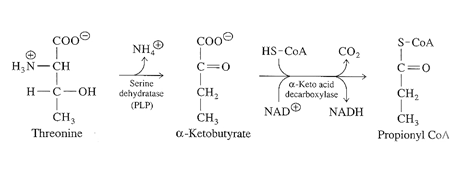 COO⊖
H₃N⊕—CH
H—C—OH
CH₃
Threonine
NH₄⊕
Serine
dehydratase
(PLP)
COO⊖
C=O
CH₂
CH₃
α-Ketobutyrate
HS-CoA
CO₂
α-Keto acid
decarboxylase
NAD⊕
NADH
S-CoA
C=O
CH₂
CH₃
Propionyl CoA